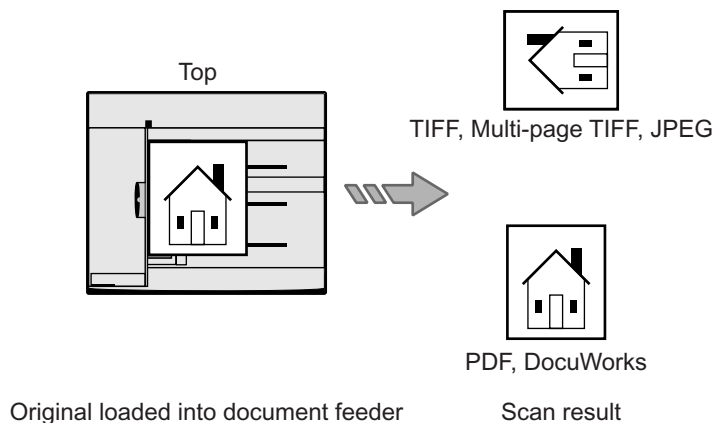 Top
TIFF, Multi-page TIFF, JPEG
PDF, DocuWorks
Original loaded into document feeder
Scan result